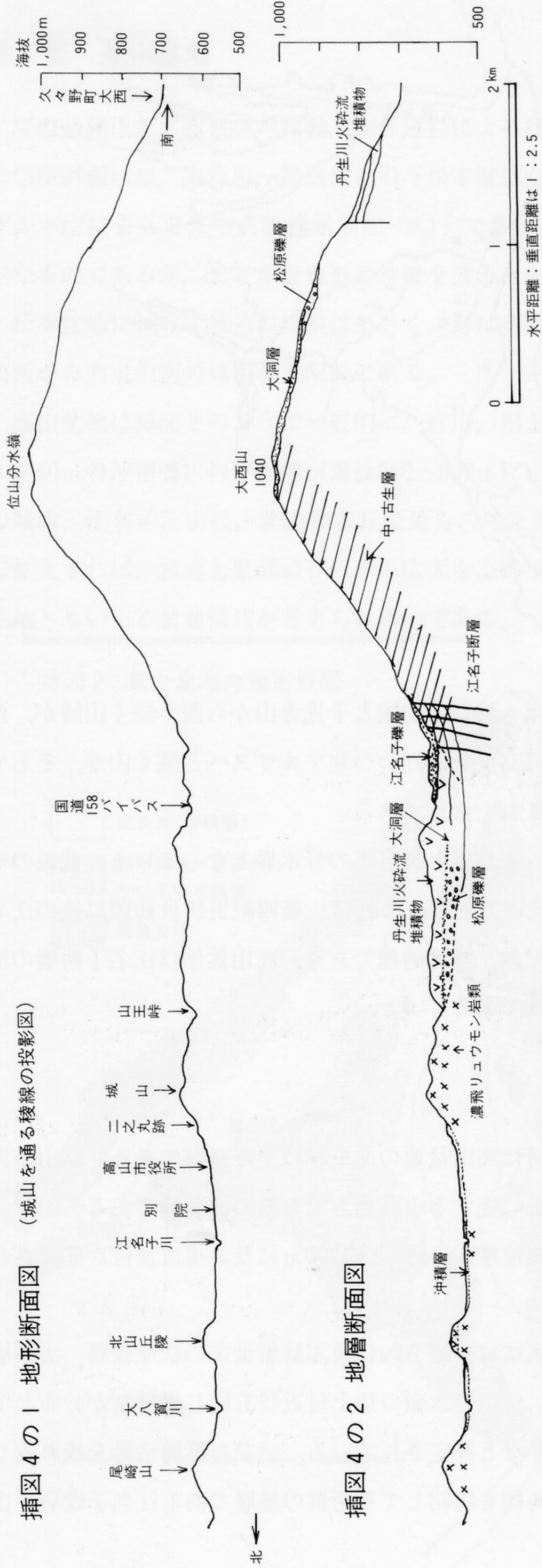 挿図4の1 地形断面図 (城山を通る稜線の投影図)
北
尾崎山
大八賀川
北山丘陵
江名子川
別院
高山市役所
二之丸跡
城山
山王峠
国道158バイパス
位山分水嶺
久々野町大西
南
海抜
1,000m
900
800
700
600
500
挿図4の2 地層断面図
沖積層
濃飛リュウモン岩類
松原礫層
丹生川火砕流堆積物
大洞層
江名子礫層
江名子断層
中・古生層
大西山
1040
大洞層
松原礫層
丹生川火砕流堆積物
1,000
500
0
1
2km
水平距離:垂直距離は1:2.5